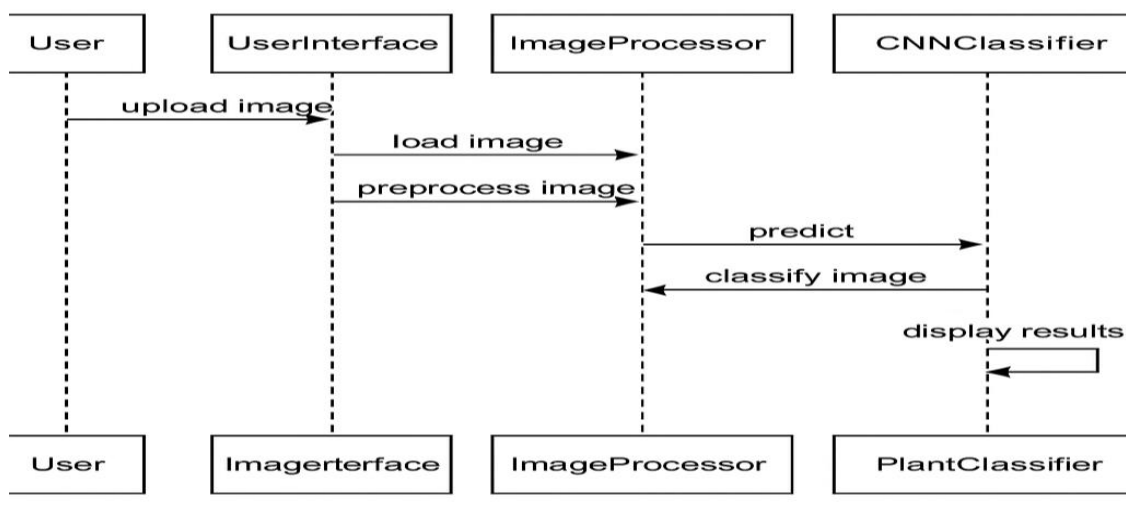 User UserInterface ImageProcessor CNNClassifier
upload image
load image
preprocess image
predict
classify image
display results
User Imagerterface ImageProcessor PlantClassifier